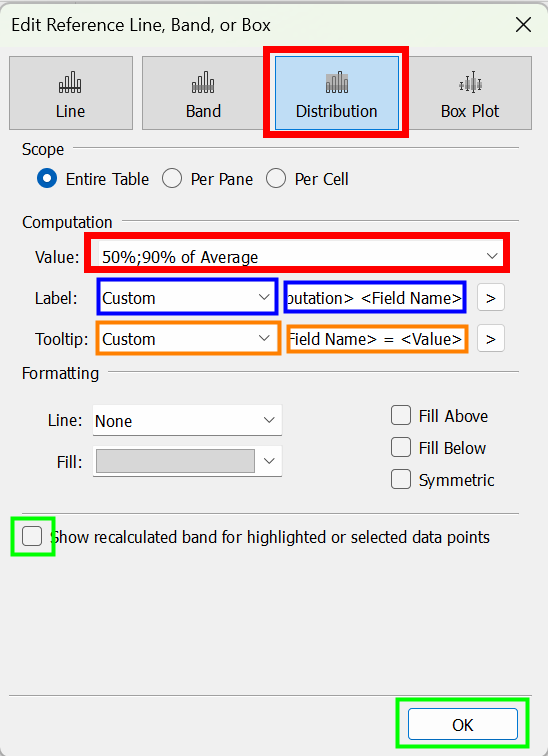 Edit Reference Line, Band, or Box
Line Band Distribution Box Plot
Scope
Entire Table Per Pane Per Cell
Computation
Value: 50%;90% of Average
Label: Custom putation> <Field Name> >
Tooltip: Custom Field Name> = <Value> >
Formatting
Line: None Fill Above
Fill: Fill Below
Symmetric
Show recalculated band for highlighted or selected data points
OK